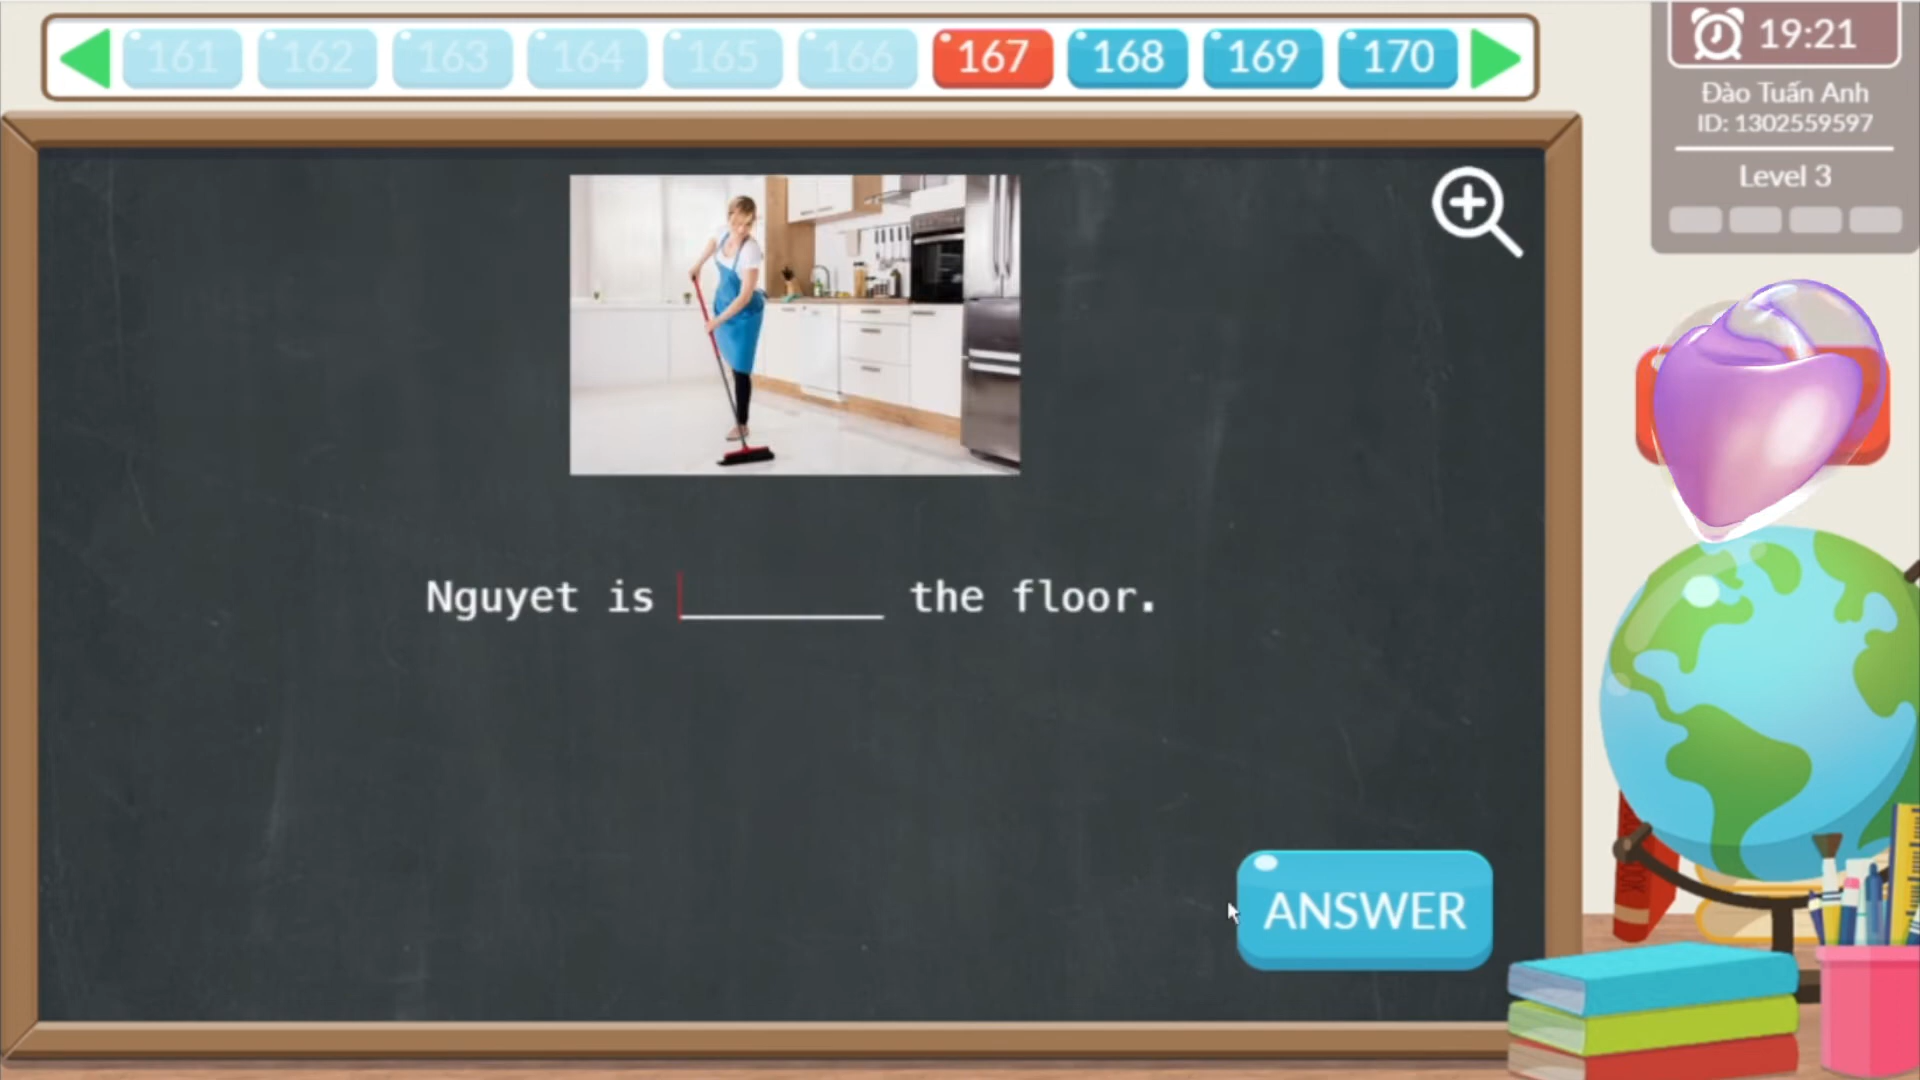 161 162 163 164 165 166 167 168 169 170
19:21
Đào Tuấn Anh
ID: 1302559597
Level 3
Nguyet is ________ the floor.
ANSWER
BOOK